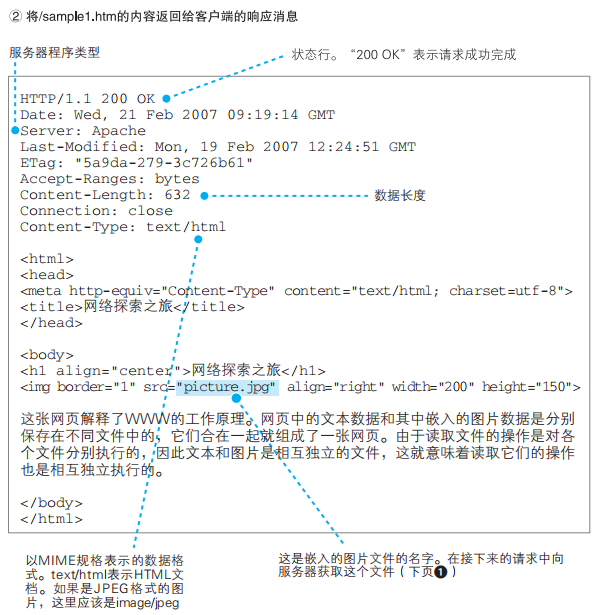 ② 将/sample1.htm的内容返回给客户端的响应消息
服务器程序类型
状态行。“200 OK”表示请求成功完成
HTTP/1.1 200 OK
Date: Wed, 21 Feb 2007 09:19:14 GMT
Server: Apache
Last-Modified: Mon, 19 Feb 2007 12:24:51 GMT
ETag: "5a9da-279-3c726b61"
Accept-Ranges: bytes
Content-Length: 632
数据长度
Connection: close
Content-Type: text/html
<html>
<head>
<meta http-equiv="Content-Type" content="text/html; charset=utf-8">
<title>网络探索之旅</title>
</head>
<body>
<h1 align="center">网络探索之旅</h1>
<img border="1" src="picture.jpg" align="right" width="200" height="150">
这张网页解释了WWW的工作原理。网页中的文本数据和其中嵌入的图片数据是分别
保存在不同文件中的，它们合在一起就组成了一张网页。由于读取文件的操作是对各
个文件分别执行的，因此文本和图片是相互独立的文件，这就意味着读取它们的操作
也是相互独立执行的。
</body>
</html>
以MIME规格表示的数据格
式。text/html表示HTML文
档。如果是JPEG格式的图
片，这里应该是image/jpeg
这是嵌入的图片文件的名字。在接下来的请求中向
服务器获取这个文件（下页❶）